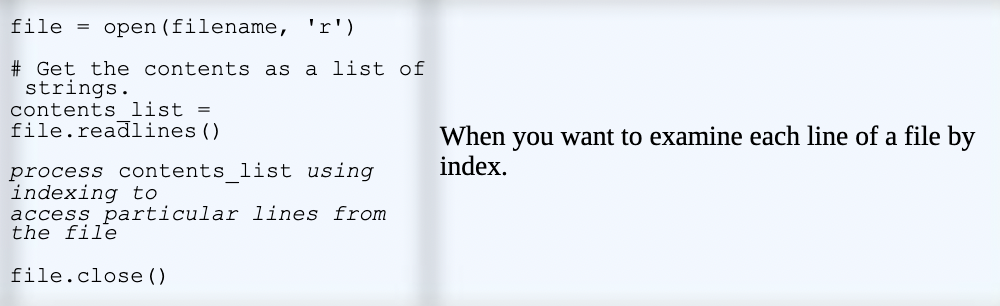 file = open(filename, 'r')
# Get the contents as a list of
strings.
contents_list =
file.readlines()
process contents_list using
indexing to
access particular lines from
the file
file.close()
When you want to examine each line of a file by
index.